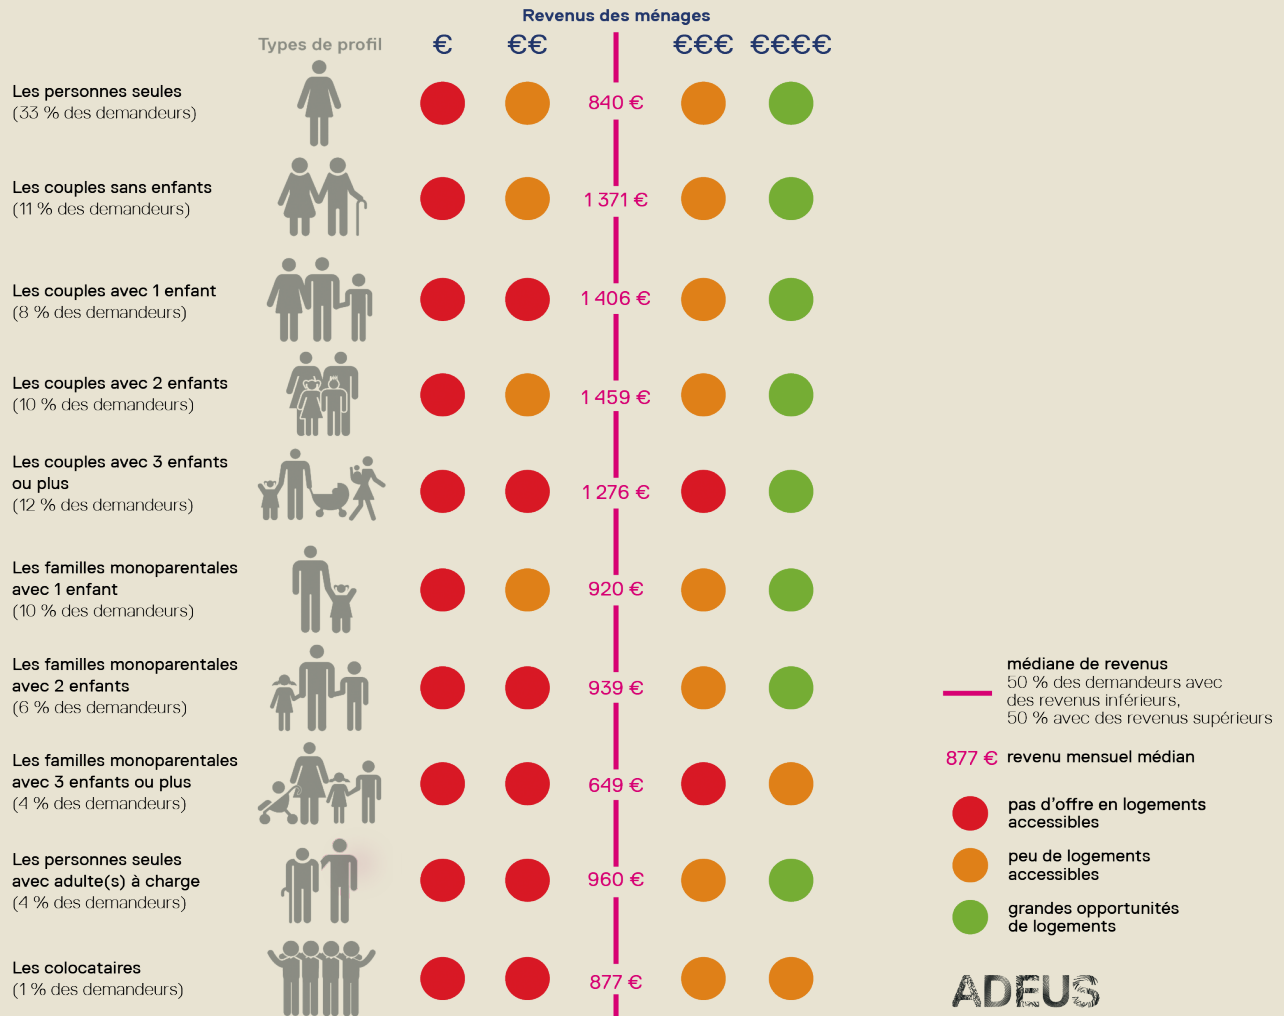 Revenus des ménages
Types de profil
€
€€
€€€
€€€€
Les personnes seules
(33 % des demandeurs)
840 €
Les couples sans enfants
(11 % des demandeurs)
1 371 €
Les couples avec 1 enfant
(8 % des demandeurs)
1 406 €
Les couples avec 2 enfants
(10 % des demandeurs)
1 459 €
Les couples avec 3 enfants
ou plus
(12 % des demandeurs)
1 276 €
Les familles monoparentales
avec 1 enfant
(10 % des demandeurs)
920 €
Les familles monoparentales
avec 2 enfants
(6 % des demandeurs)
939 €
Les familles monoparentales
avec 3 enfants ou plus
(4 % des demandeurs)
649 €
Les personnes seules
avec adulte(s) à charge
(4 % des demandeurs)
960 €
Les colocataires
(1 % des demandeurs)
877 €
médiane de revenus
50 % des demandeurs avec
des revenus inférieurs,
50 % avec des revenus supérieurs
877 € revenu mensuel médian
pas d'offre en logements
accessibles
peu de logements
accessibles
grandes opportunités
de logements
ADEUS